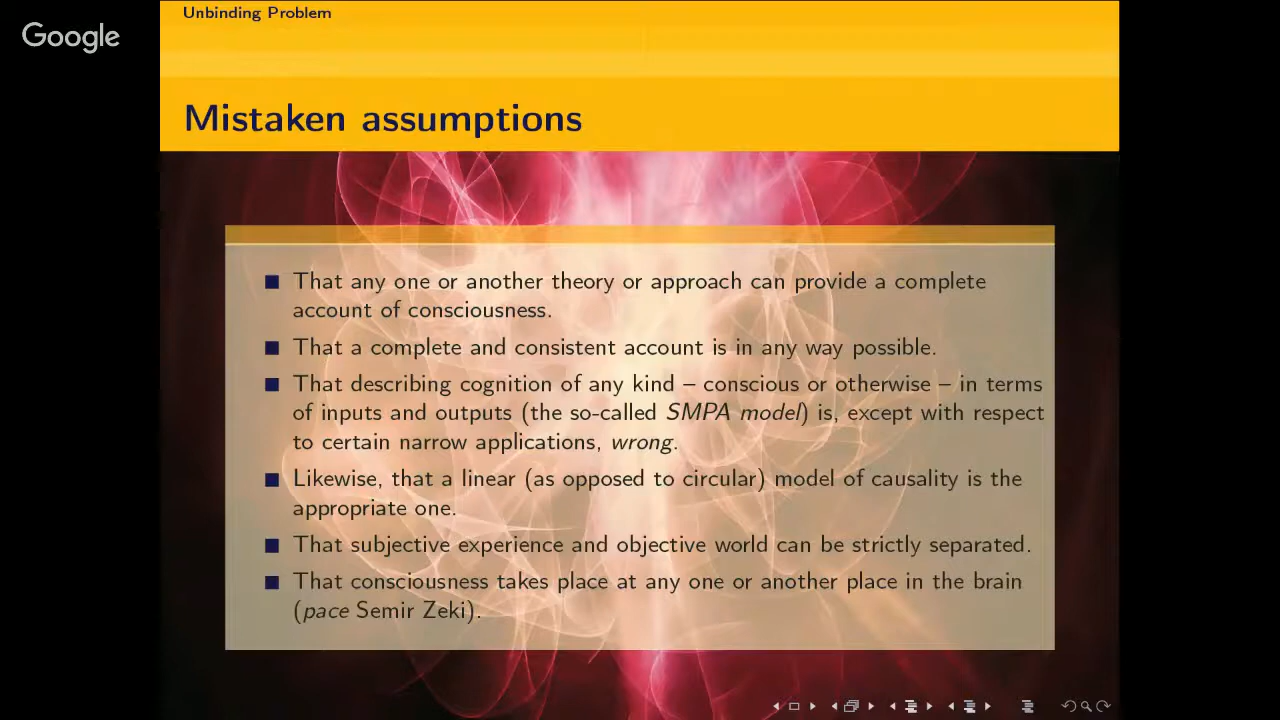 Unbinding Problem
Google
Mistaken assumptions
That any one or another theory or approach can provide a complete
account of consciousness.
That a complete and consistent account is in any way possible.
That describing cognition of any kind – conscious or otherwise – in terms
of inputs and outputs (the so-called SMPA model) is, except with respect
to certain narrow applications, wrong.
Likewise, that a linear (as opposed to circular) model of causality is the
appropriate one.
That subjective experience and objective world can be strictly separated.
That consciousness takes place at any one or another place in the brain
(pace Semir Zeki).